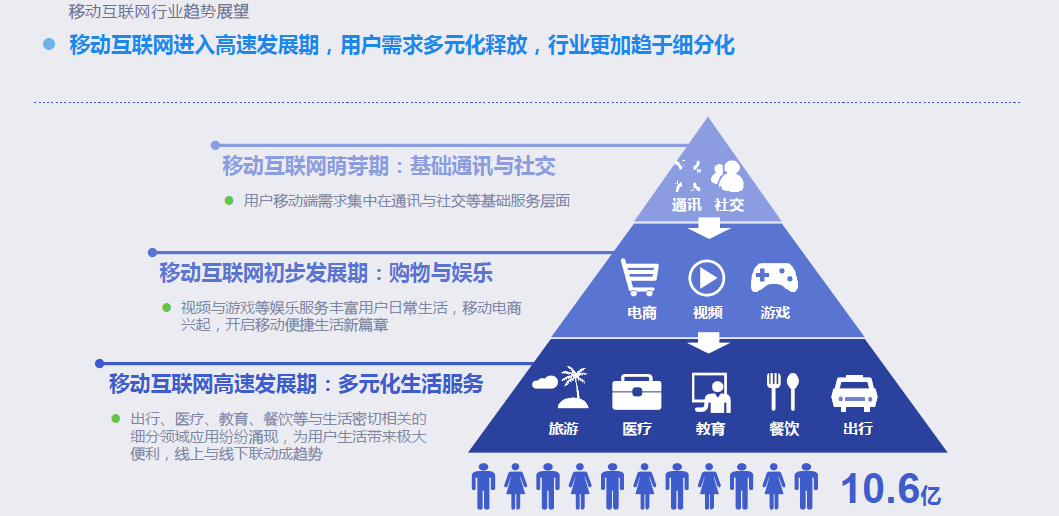 移动互联网行业趋势展望
移动互联网进入高速发展期，用户需求多元化释放，行业更加趋于细分化
移动互联网萌芽期：基础通讯与社交
用户移动端需求集中在通讯与社交等基础服务层面
通讯 社交
移动互联网初步发展期：购物与娱乐
视频与游戏等娱乐服务丰富用户日常生活，移动电商
兴起，开启移动便捷生活新篇章
电商 视频 游戏
移动互联网高速发展期：多元化生活服务
出行、医疗、教育、餐饮等与生活密切相关的
细分领域应用纷纷涌现，为用户生活带来极大
便利，线上与线下联动成趋势
旅游 医疗 教育 餐饮 出行
10.6亿